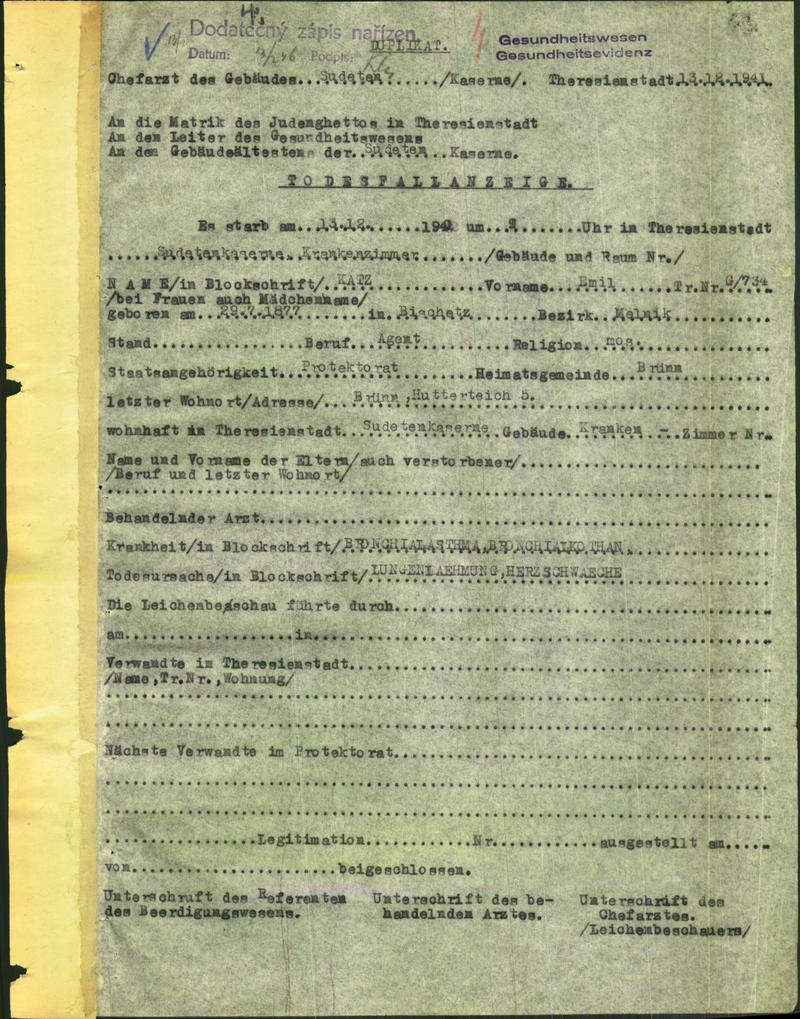 4.
Dodatečný zápis nařízen
DUPLIKAT.
Gesundheitswesen
Datum: Podpis:
Gesundheitsevidenz
Chefarzt des Gebäudes...Sudeten....../Kaserne/. Theresienstadt 13.12.1941.
An die Matrik des Judenghettos in Theresienstadt
An den Leiter des Gesundheitswesens
An den Gebäudeältesten der..Sudeten...Kaserne.
TODESFALLANZEIGE.
Es starb am...13.12.......194 um........Uhr in Theresienstadt
......Sudetenkaserne, Krankenzimmer......../Gebäude und Raum Nr./
NAME/in Blockschrift/..KATZ..............Vorname...Emil.......Tr.Nr.G/734
/bei Frauen auch Mädchenname/
geboren am..29.7.1877........in.Bischetz........Bezirk..Melnik...........
Stand...............Beruf..Agent.............Religion...mos..............
Staatsangehörigkeit...Protektorat..........Heimatsgemeinde...Brünn.......
letzter Wohnort/Adresse/...Brünn,Hutterteich 5.
wohnhaft in Theresienstadt..Sudetenkaserne.Gebäude.Kranken - Zimmer Nr.
Name und Vorname der Eltern/auch verstorbener/.......................
/Beruf und letzter Wohnort/
Behandelnder Arzt....................................................
Krankheit/in Blockschrift/BRONCHIALASTHMA,BRONCHIALKOTHAN.
Todesursache/in Blockschrift/LUNGENLAEHMUNG,HERZSCHWAECHE
Die Leichenbeschau führte durch......................................
am..................in...............................................
Verwandte in Theresienstadt..........................................
/Name,Tr.Nr.,Wohnung/
Nächste Verwandte im Protektorat.....................................
.................Legitimation............Nr............ausgestellt am.....
von.......................beigeschlossen.
Unterschruft des Referenten Unterschrift des be- Unterschrift des
des Beerdigungswesens. handelnden Arztes. Chefarztes.
/Leichenbeschauers/